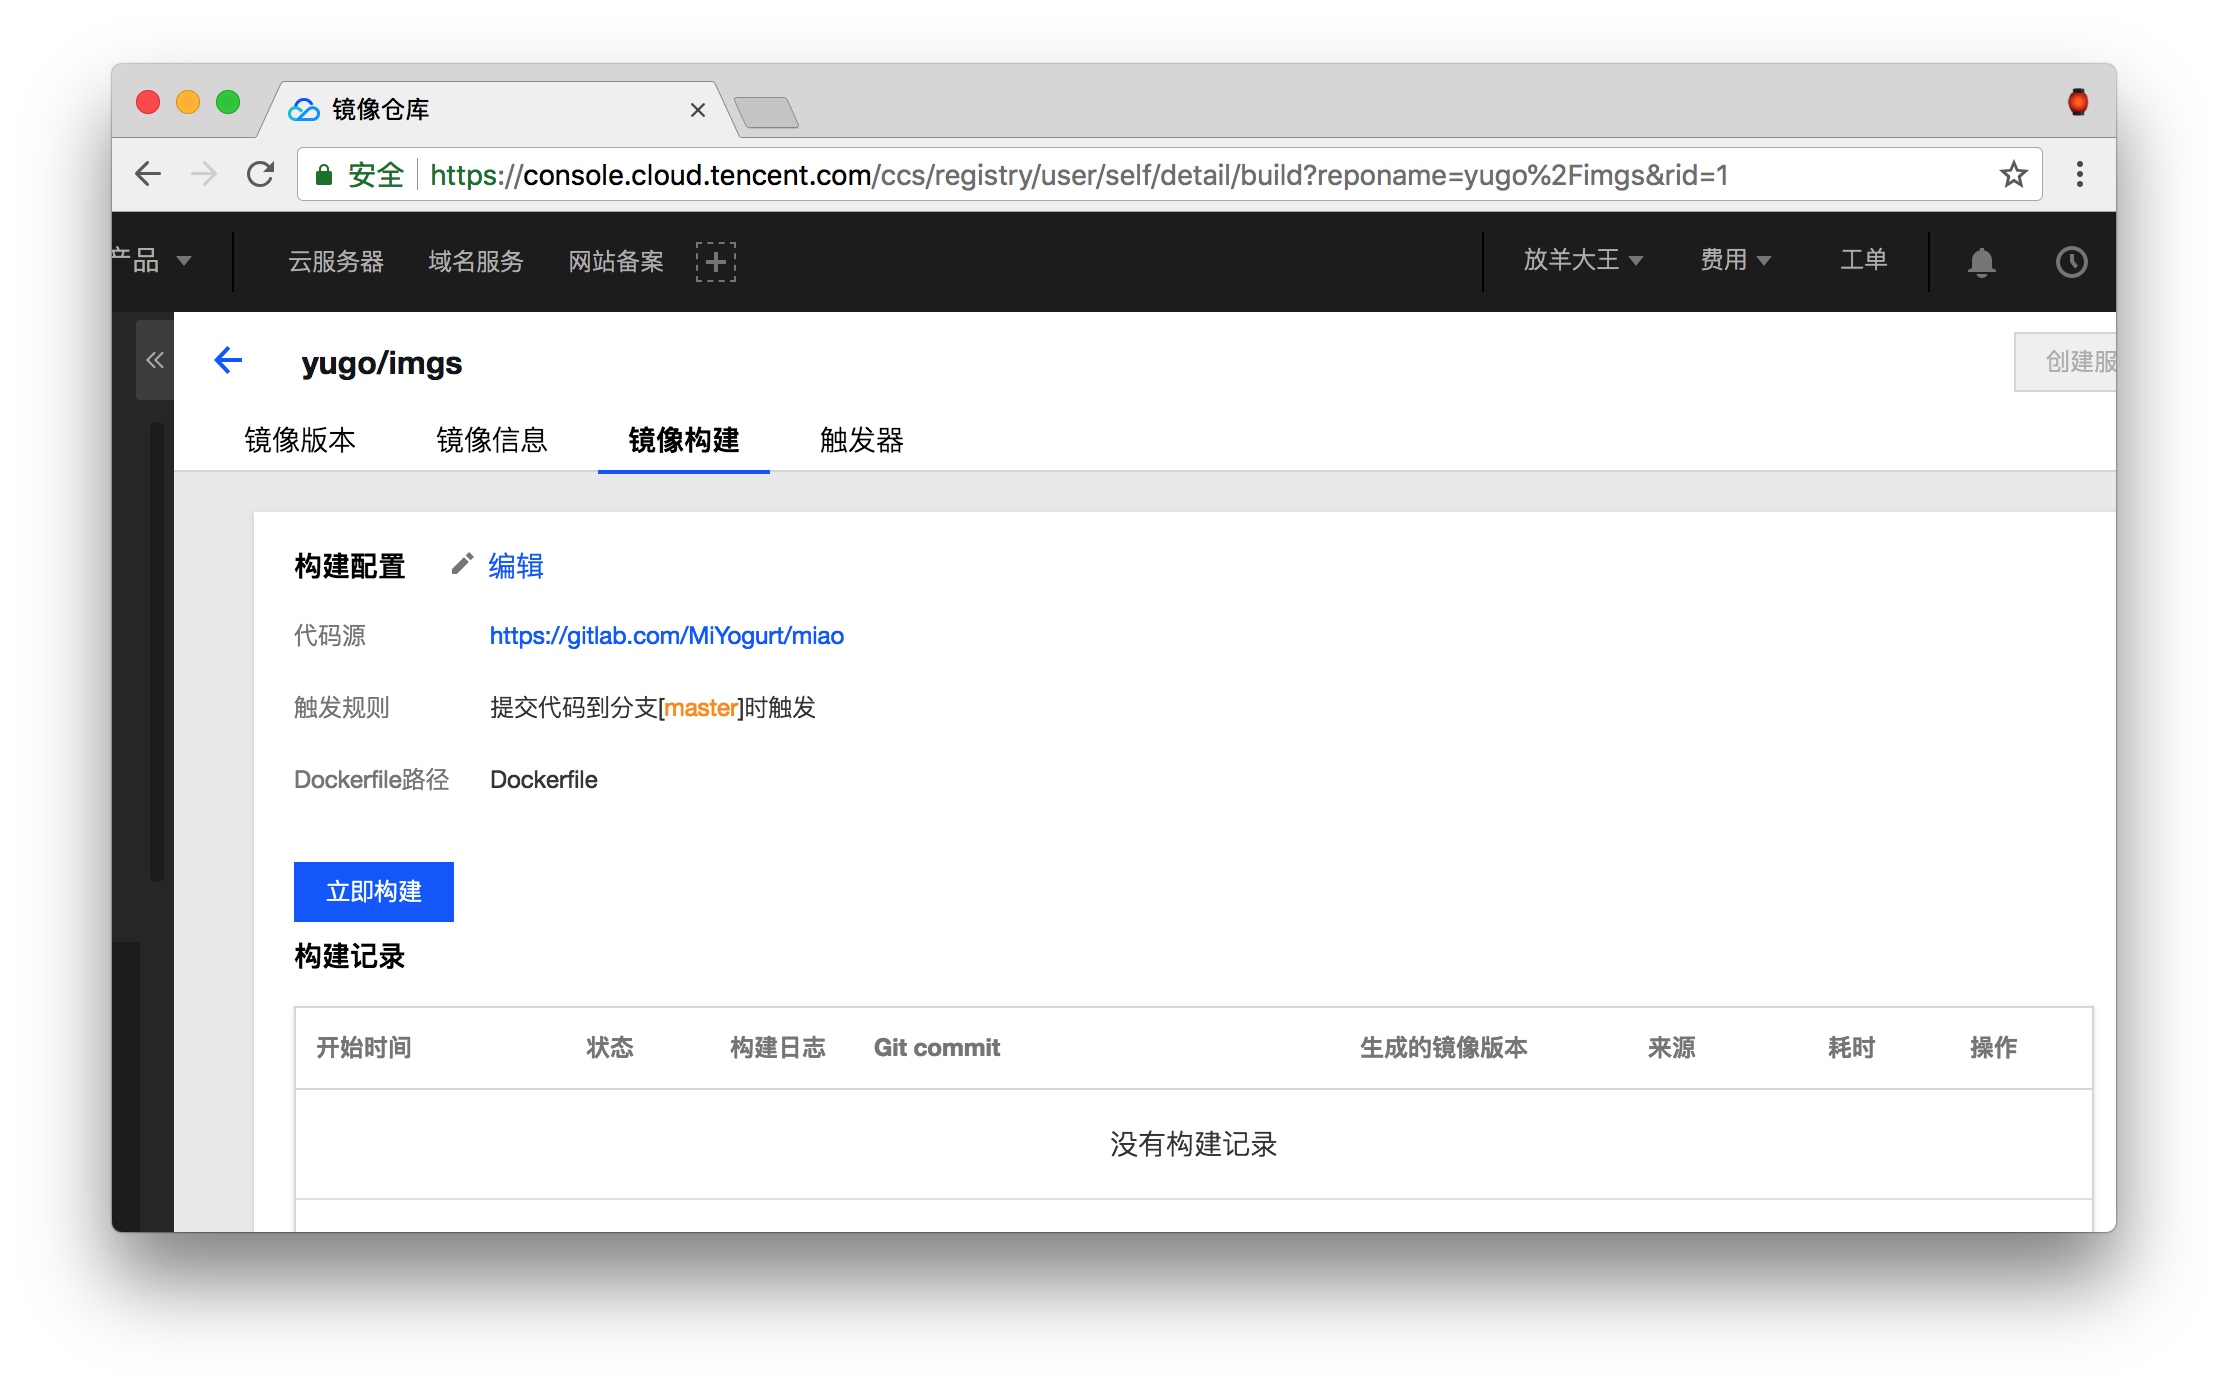 镜像仓库
安全 https://console.cloud.tencent.com/ccs/registry/user/self/detail/build?reponame=yugo%2Fimgs&rid=1
产品 云服务器 域名服务 网站备案 放羊大王 费用 工单
yugo/imgs 创建服
镜像版本 镜像信息 镜像构建 触发器
构建配置 编辑
代码源 https://gitlab.com/MiYogurt/miao
触发规则 提交代码到分支[master]时触发
Dockerfile路径 Dockerfile
立即构建
构建记录
开始时间 状态 构建日志 Git commit 生成的镜像版本 来源 耗时 操作
没有构建记录